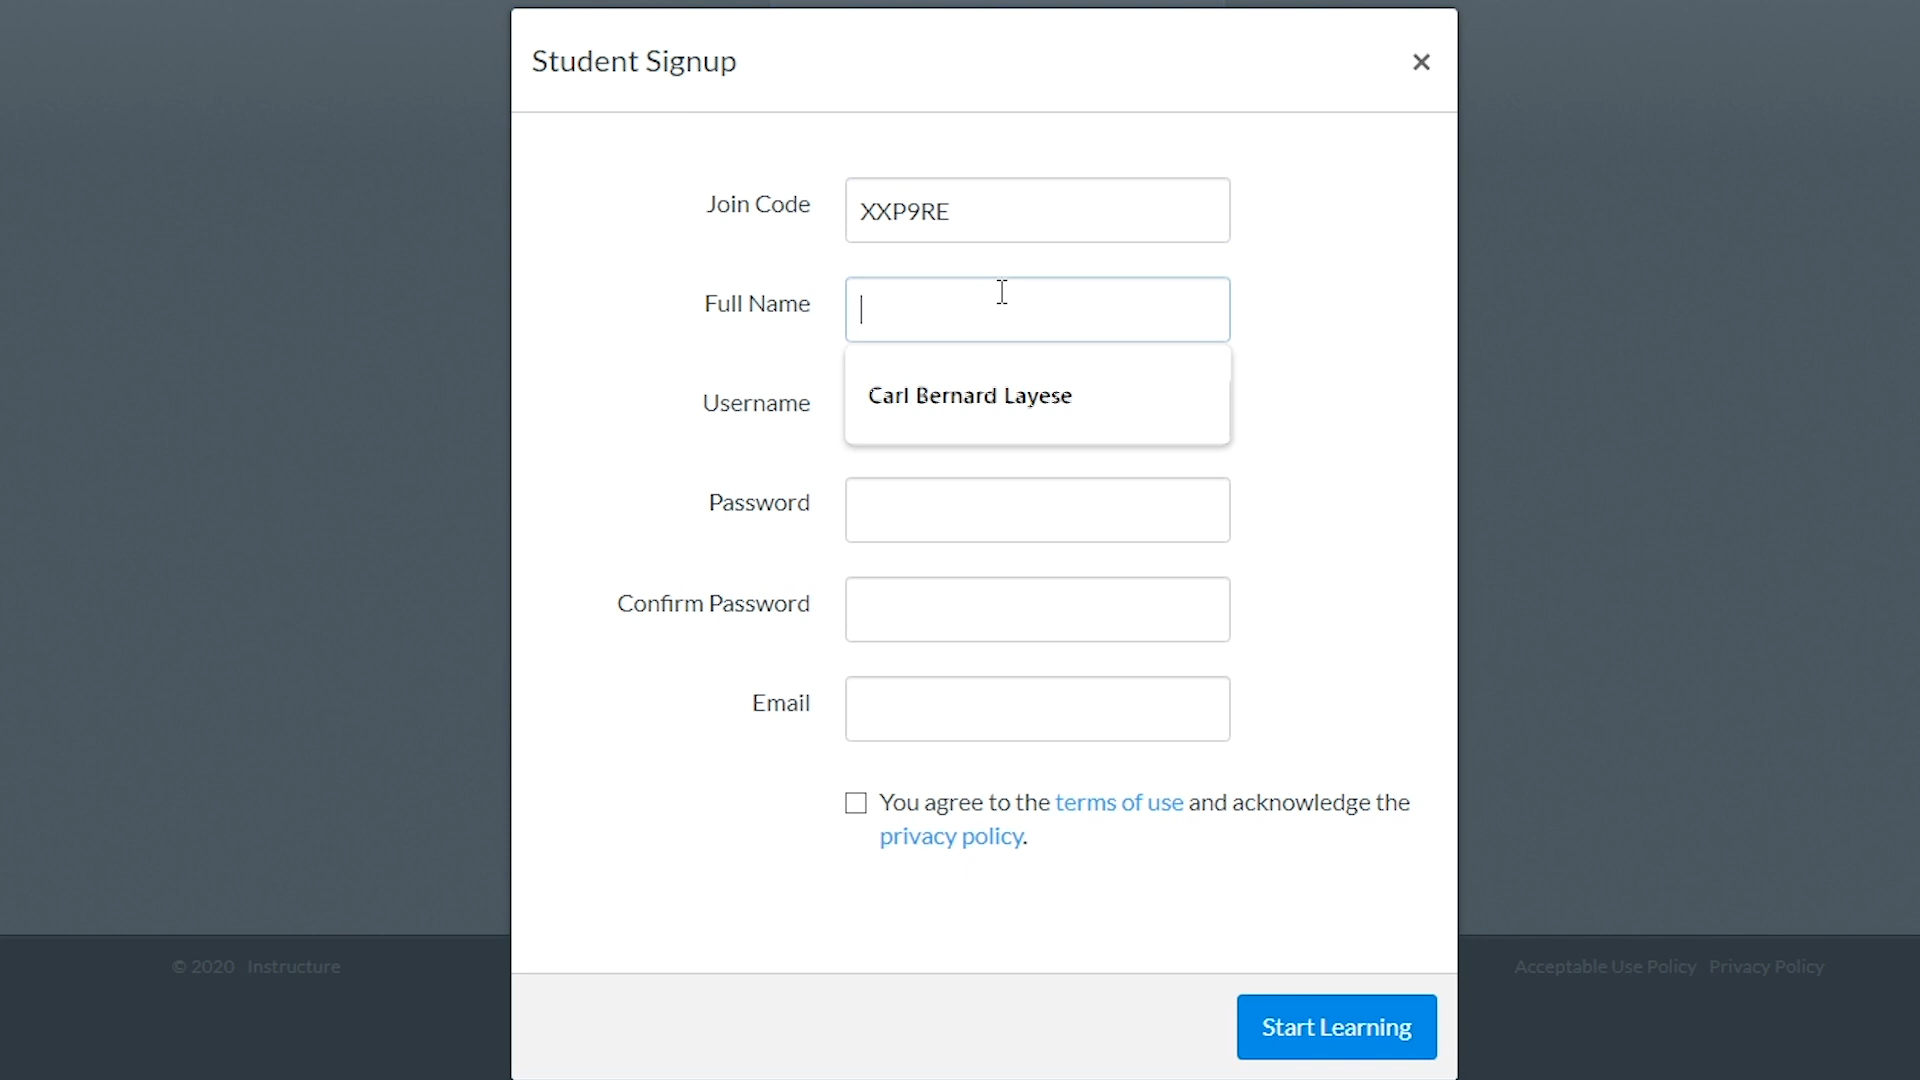 Student Signup
×
Join Code
XXP9RE
Full Name
Carl Bernard Layese
Username
Password
Confirm Password
Email
You agree to the terms of use and acknowledge the
privacy policy.
© 2020 Instructure
Acceptable Use Policy Privacy Policy
Start Learning